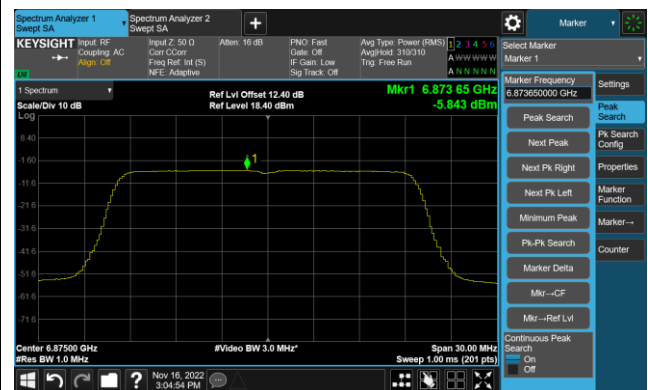 Spectrum Analyzer 1
Swept SA
Spectrum Analyzer 2
Swept SA
+
Marker
KEYSIGHT
Input: RF
Coupling: AC
Align: Off
Input Z: 50 Ω
Corr CCorr
Freq Ref: Int (S)
NFE: Adaptive
Atten: 16 dB
PNO: Fast
Gate: Off
IF Gain: Low
Sig Track: Off
Avg Type: Power (RMS)
Avg|Hold: 310/310
Trig: Free Run
1 2 3 4 5 6
A W W W W W
A N N N N N
LXI
Select Marker
Marker 1
1 Spectrum
Scale/Div 10 dB
Log
Ref Lvl Offset 12.40 dB
Ref Level 18.40 dBm
Mkr1 6.873 65 GHz
-5.843 dBm
8.40
-1.60
-11.6
-21.6
-31.6
-41.6
-51.6
-61.6
-71.6
1
Center 6.87500 GHz
#Res BW 1.0 MHz
#Video BW 3.0 MHz*
Span 30.00 MHz
Sweep 1.00 ms (201 pts)
Marker Frequency
6.873650000 GHz
Peak Search
Next Peak
Next Pk Right
Next Pk Left
Minimum Peak
Pk-Pk Search
Marker Delta
Mkr→CF
Mkr→Ref Lvl
Continuous Peak
Search
On
Off
Settings
Peak
Search
Pk Search
Config
Properties
Marker
Function
Marker→
Counter
?
Nov 16, 2022
3:04:54 PM